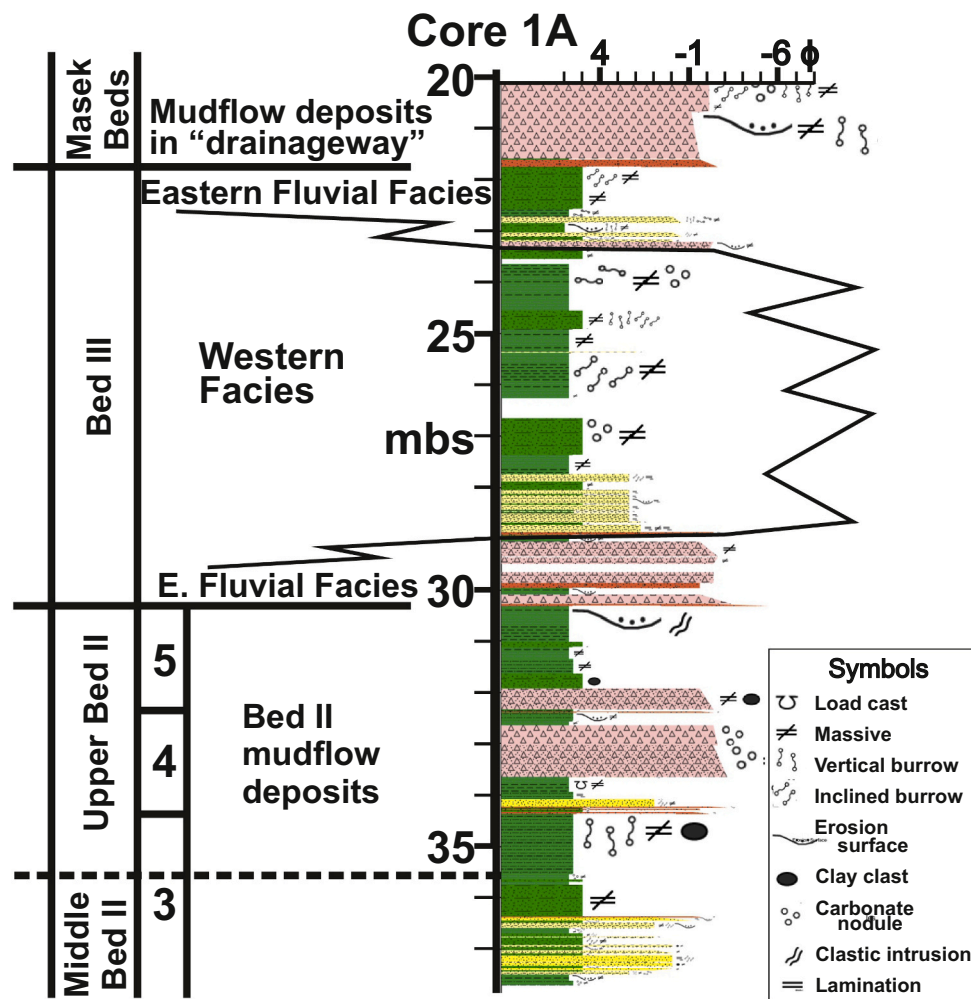 Core 1A
4 -1 -6 ϕ
20
Masek
Beds
Mudflow deposits
in “drainageway”
Eastern Fluvial Facies
Bed III
Western
Facies
25
mbs
E. Fluvial Facies
30
Upper Bed II
5
4
3
Bed II
mudflow
deposits
35
Middle
Bed II
Symbols
Load cast
Massive
Vertical burrow
Inclined burrow
Erosion
surface
Clay clast
Carbonate
nodule
Clastic intrusion
Lamination